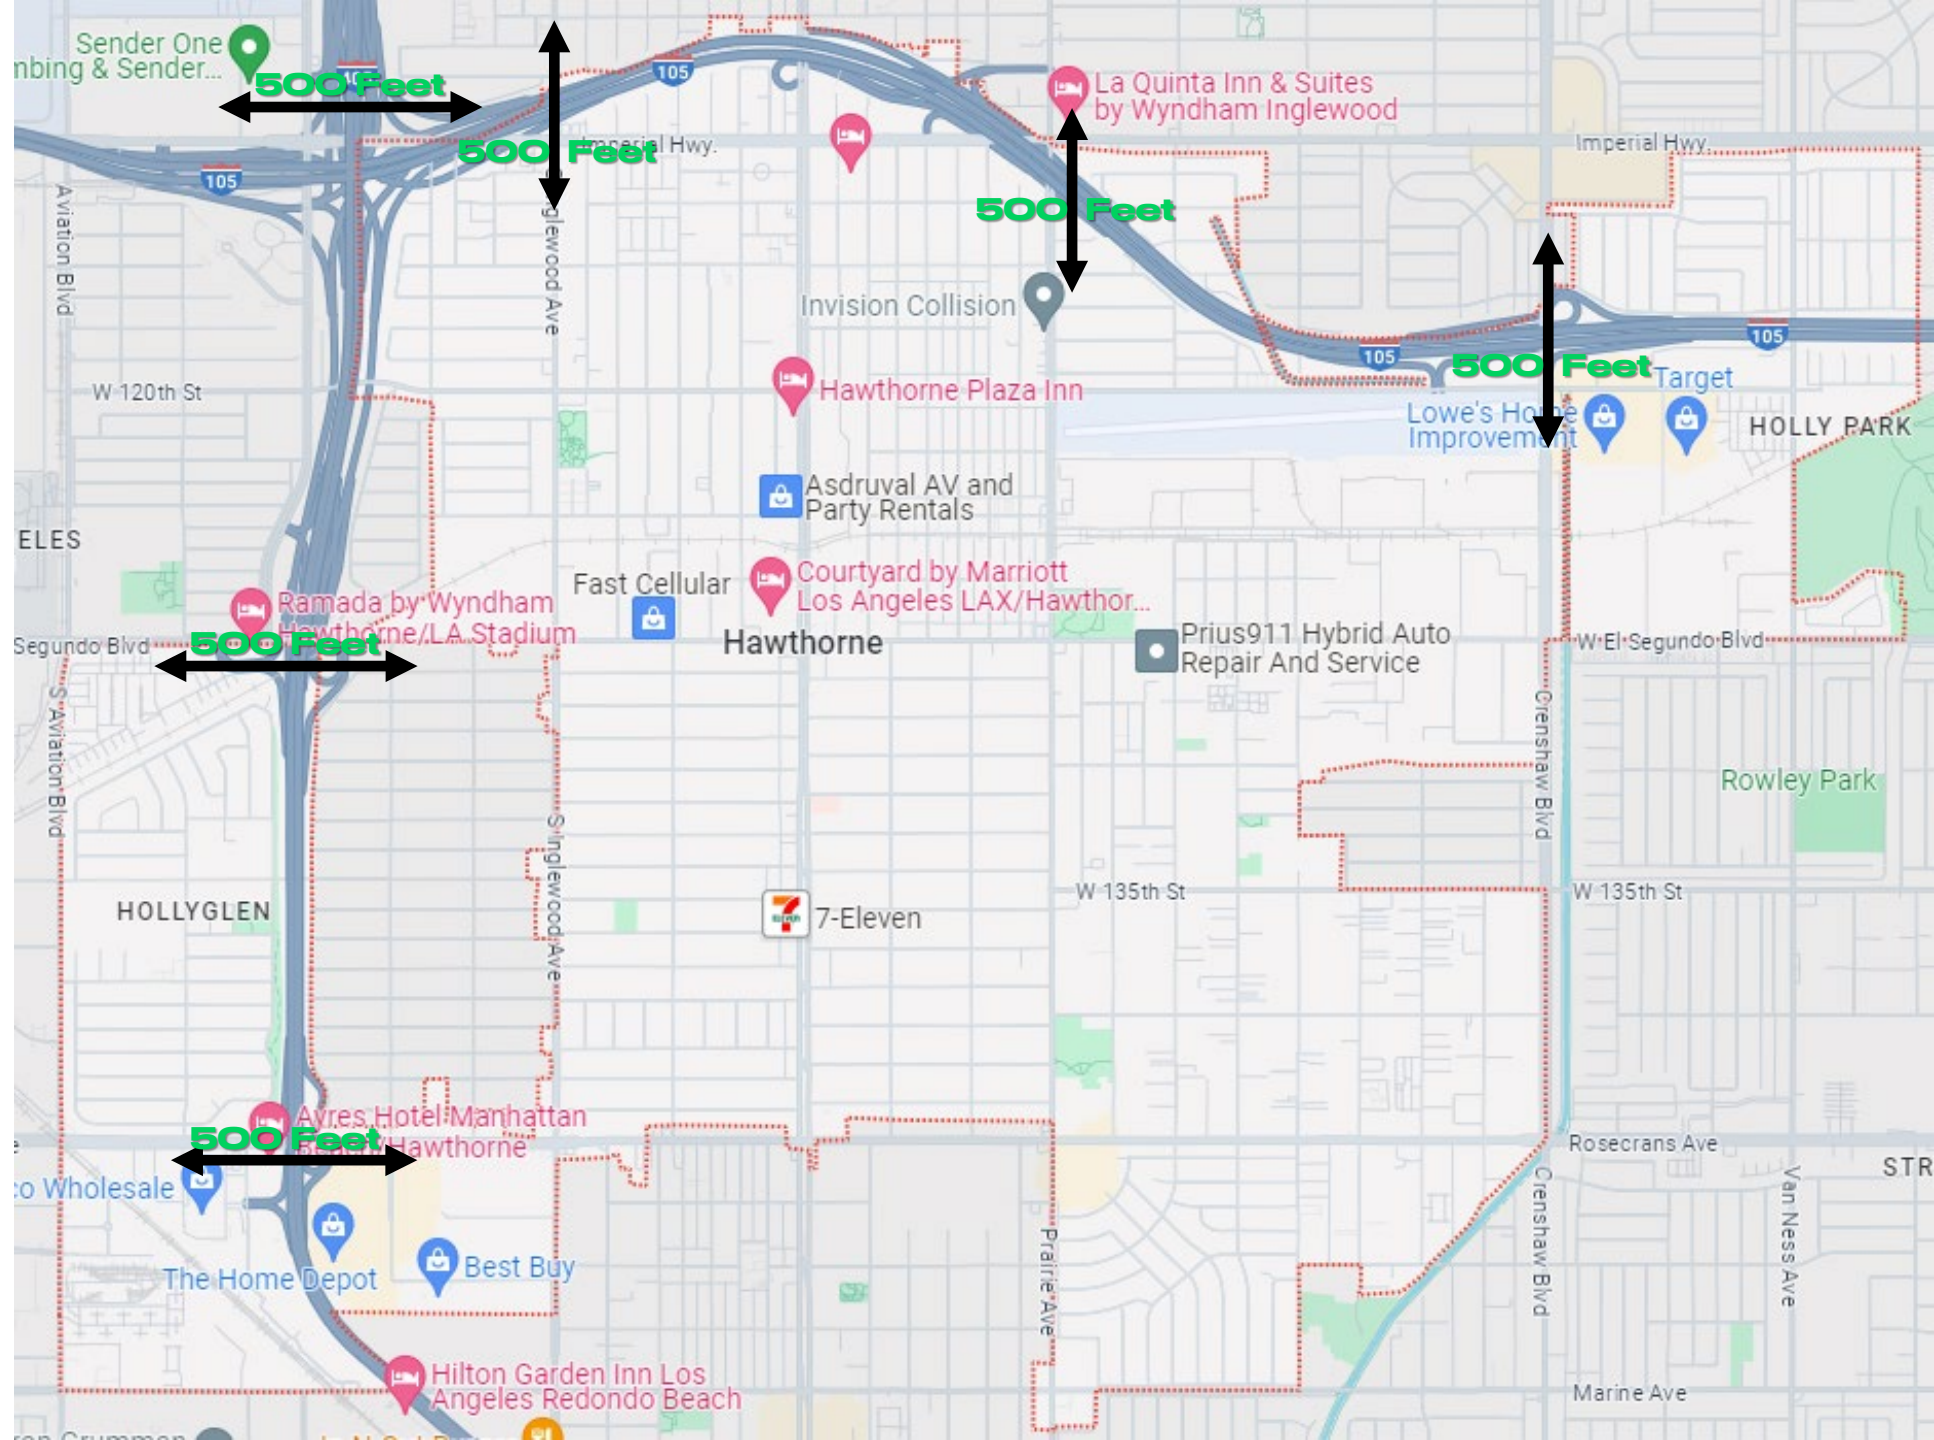 Sender One
mbing & Sender...
500 Feet
105
La Quinta Inn & Suites
by Wyndham Inglewood
500 Feet
Imperial Hwy.
Imperial Hwy.
105
Aviation Blvd
500 Feet
Inglewood Ave
Invision Collision
105
105
500 Feet
Target
W 120th St
Hawthorne Plaza Inn
Lowe's Home
Improvement
HOLLY PARK
Asdruval AV and
Party Rentals
ELES
Fast Cellular
Courtyard by Marriott
Los Angeles LAX/Hawthor...
Ramada by Wyndham
Hawthorne/LA Stadium
500 Feet
Segundo Blvd
Hawthorne
Prius911 Hybrid Auto
Repair And Service
W El Segundo Blvd
S Aviation Blvd
Crenshaw Blvd
Rowley Park
S Inglewood Ave
W 135th St
W 135th St
HOLLYGLEN
7-Eleven
Ayres Hotel Manhattan
Beach/Hawthorne
500 Feet
Rosecrans Ave
STR
co Wholesale
Crenshaw Blvd
Van Ness Ave
Prairie Ave
The Home Depot
Best Buy
Hilton Garden Inn Los
Angeles Redondo Beach
Marine Ave